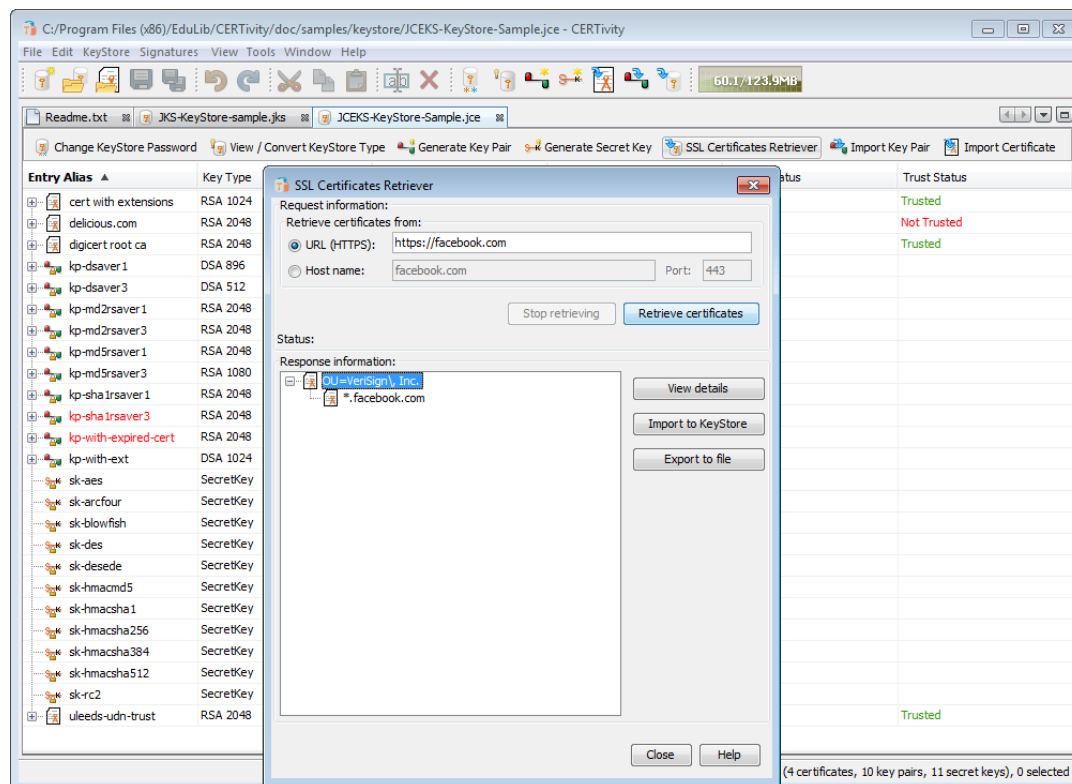 C:/Program Files (x86)/EduLib/CERTivity/doc/samples/keystore/JCEKS-KeyStore-Sample.jce - CERTivity
File Edit KeyStore Signatures View Tools Window Help
60.1/123.9MB
Readme.txt JKS-KeyStore-sample.jks JCEKS-KeyStore-Sample.jce
Change KeyStore Password View / Convert KeyStore Type Generate Key Pair Generate Secret Key SSL Certificates Retriever Import Key Pair Import Certificate
Entry Alias Key Type atus Trust Status
cert with extensions RSA 1024 Trusted
delicious.com RSA 2048 Not Trusted
digicert root ca RSA 2048 Trusted
kp-dsaver1 DSA 896
kp-dsaver3 DSA 512
kp-md2rsaver1 RSA 2048
kp-md2rsaver3 RSA 2048
kp-md5rsaver1 RSA 2048
kp-md5rsaver3 RSA 1080
kp-sha1rsaver1 RSA 2048
kp-sha1rsaver3 RSA 2048
kp-with-expired-cert RSA 2048
kp-with-ext DSA 1024
sk-aes SecretKey
sk-arcfour SecretKey
sk-blowfish SecretKey
sk-des SecretKey
sk-desede SecretKey
sk-hmacmd5 SecretKey
sk-hmacsha1 SecretKey
sk-hmacsha256 SecretKey
sk-hmacsha384 SecretKey
sk-hmacsha512 SecretKey
sk-rc2 SecretKey
uleeds-udn-trust RSA 2048 Trusted
SSL Certificates Retriever
Request information:
Retrieve certificates from:
URL (HTTPS): https://facebook.com
Host name: facebook.com Port: 443
Stop retrieving Retrieve certificates
Status:
Response information:
OU=VeriSign\, Inc.
*.facebook.com
View details
Import to KeyStore
Export to file
Close Help
(4 certificates, 10 key pairs, 11 secret keys), 0 selected